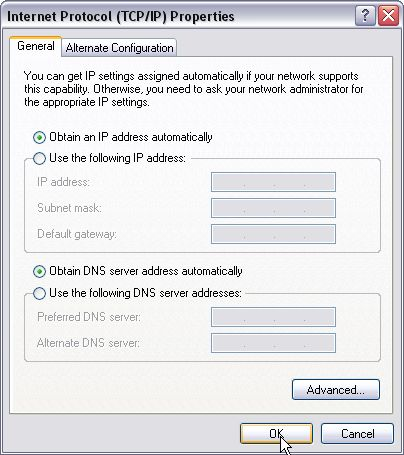 Internet Protocol (TCP/IP) Properties
General
Alternate Configuration
You can get IP settings assigned automatically if your network supports
this capability. Otherwise, you need to ask your network administrator for
the appropriate IP settings.
Obtain an IP address automatically
Use the following IP address:
IP address:
Subnet mask:
Default gateway:
Obtain DNS server address automatically
Use the following DNS server addresses:
Preferred DNS server:
Alternate DNS server:
Advanced...
OK
Cancel